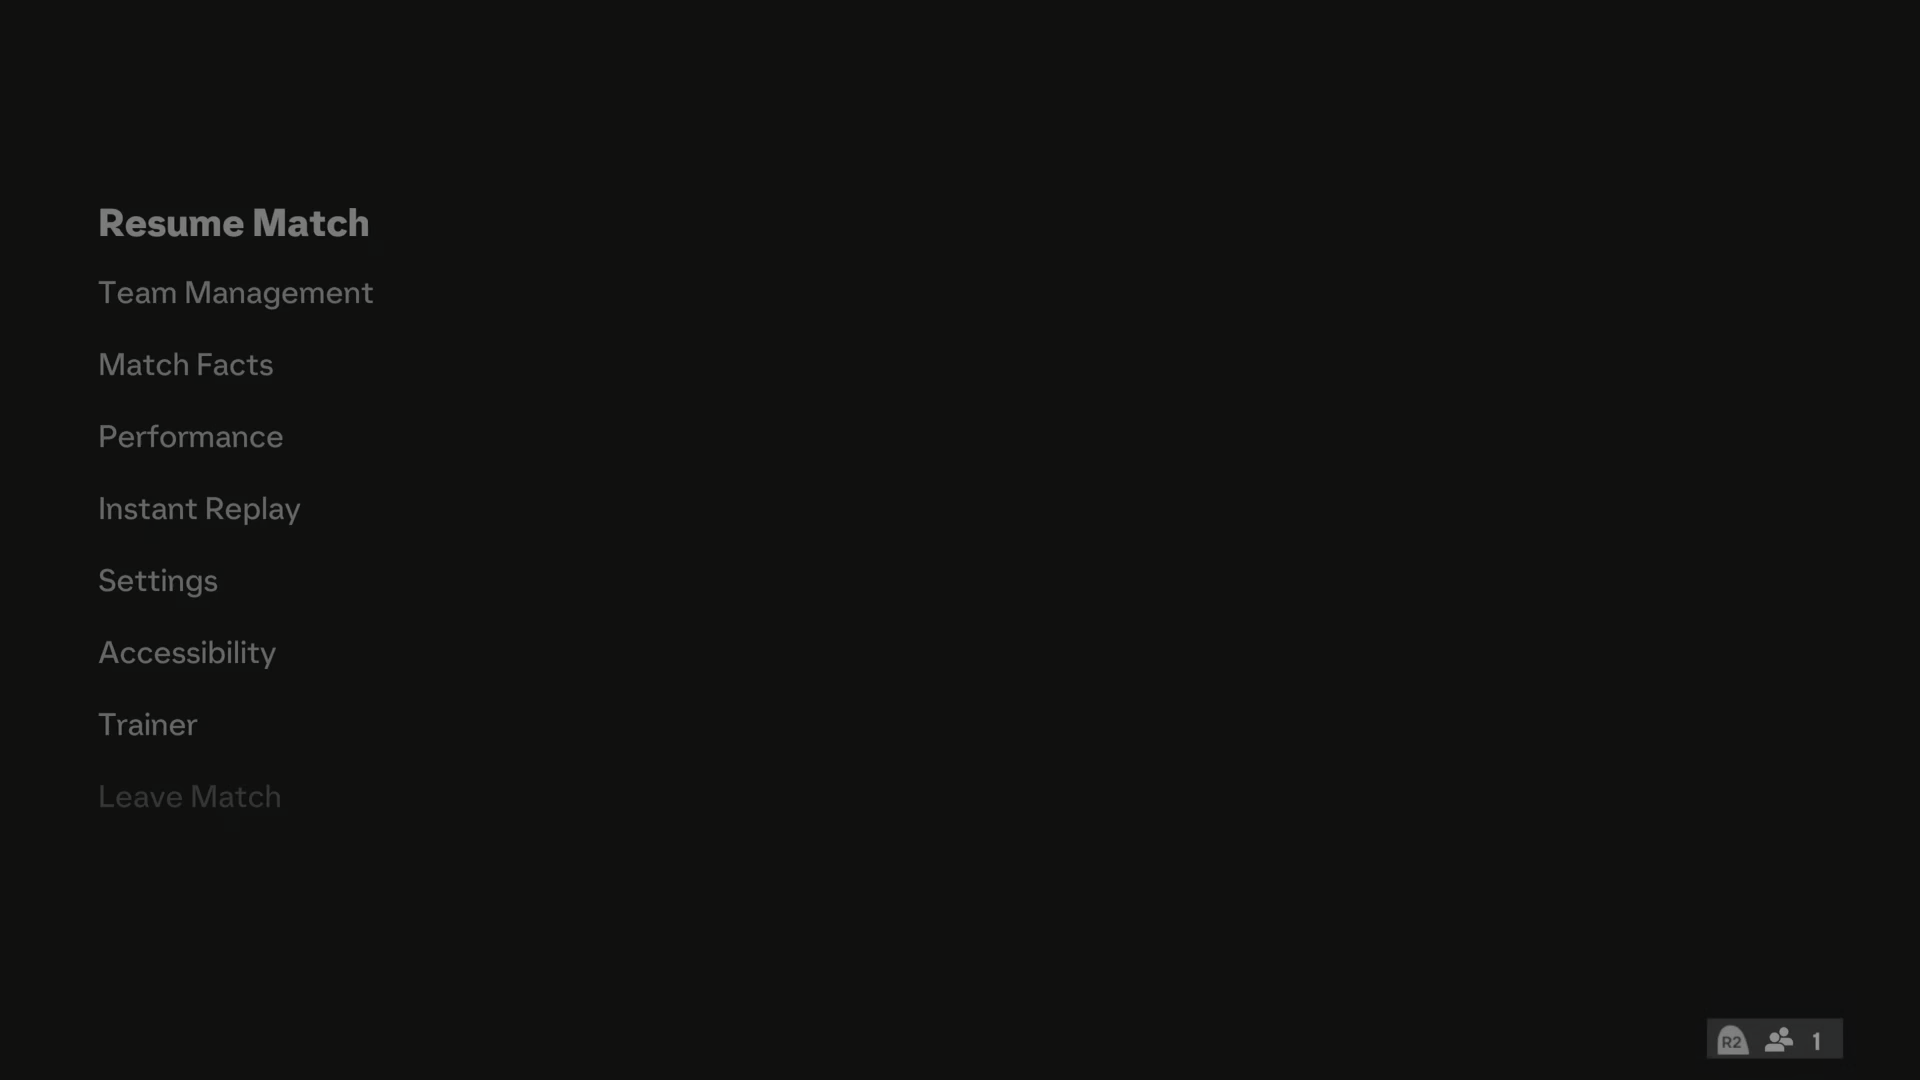 Resume Match
Team Management
Match Facts
Performance
Instant Replay
Settings
Accessibility
Trainer
Leave Match
R2 1